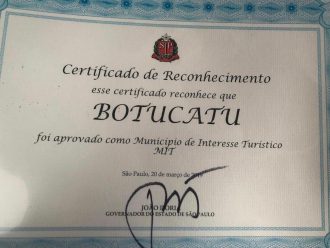 Certificado de Reconhecimento
esse certificado reconhece que
BOTUCATU
foi aprovado como Município de Interesse Turístico
MIT
São Paulo, 20 de março de
JOÃO DORIA
GOVERNADOR DO ESTADO DE SÃO PAULO